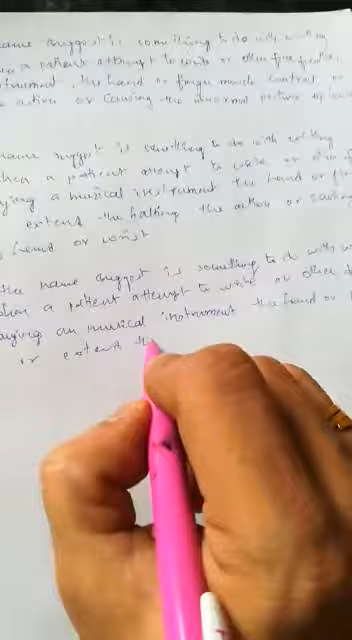 name suggest is something to do with writing
when a patient attempt to write or other fine
instrument, the hand or finger muscle contract or
the action or causing the abnormal posture of
name suggest is something to do with
when a patient attempt to write or
playing a musical instrument the hand or
extend the halting the action or causing
hand or wrist
the name suggest is something to do with
when a patient attempt to write or other
playing an musical instrument the hand or
or extend th